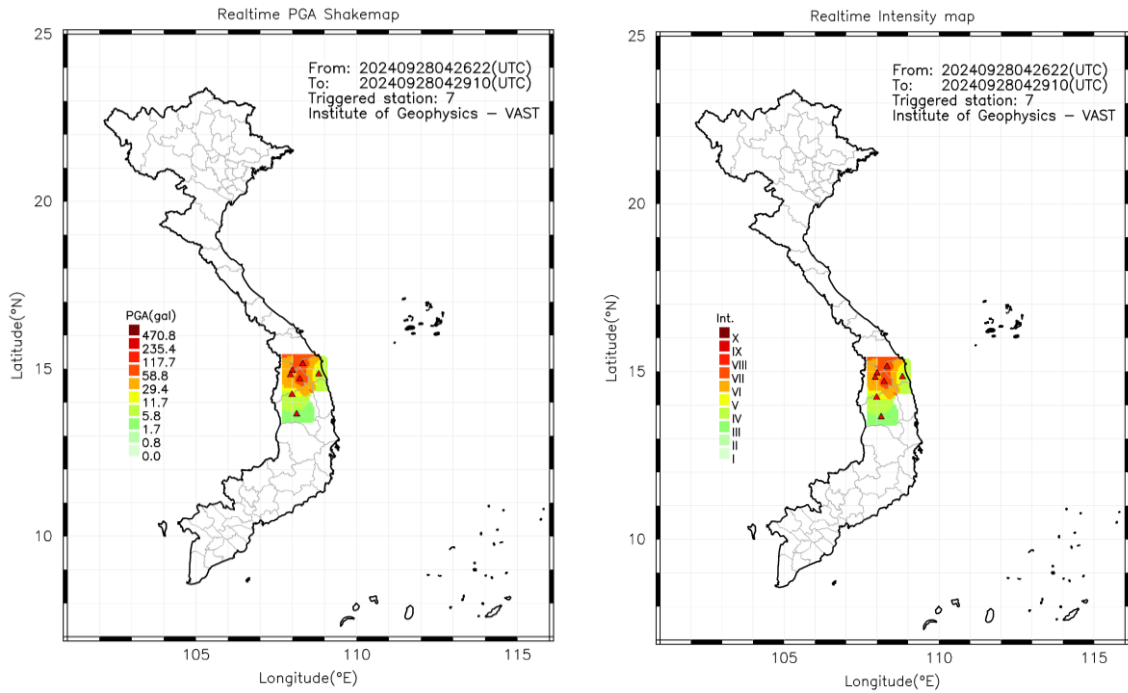 Realtime PGA Shakemap
25
From: 20240928042622(UTC)
To: 20240928042910(UTC)
Triggered station: 7
Institute of Geophysics – VAST
20
Latitude(°N)
PGA(gal)
470.8
235.4
117.7
58.8
29.4
11.7
5.8
1.7
0.8
0.0
15
10
105
110
115
Longitude(°E)
Realtime Intensity map
25
From: 20240928042622(UTC)
To: 20240928042910(UTC)
Triggered station: 7
Institute of Geophysics – VAST
20
Latitude(°N)
Int.
X
IX
VIII
VII
VI
V
IV
III
II
I
15
10
105
110
115
Longitude(°E)